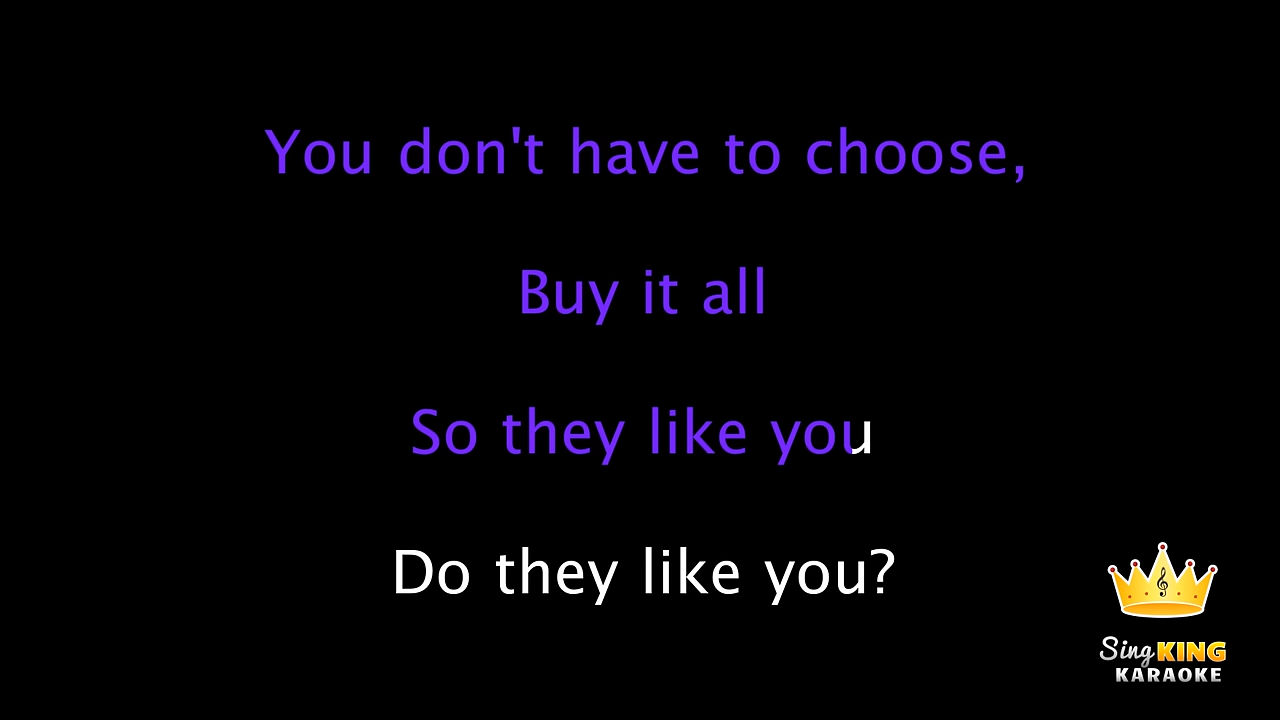 You don't have to choose,
Buy it all
So they like you
Do they like you?
Sing KING
KARAOKE